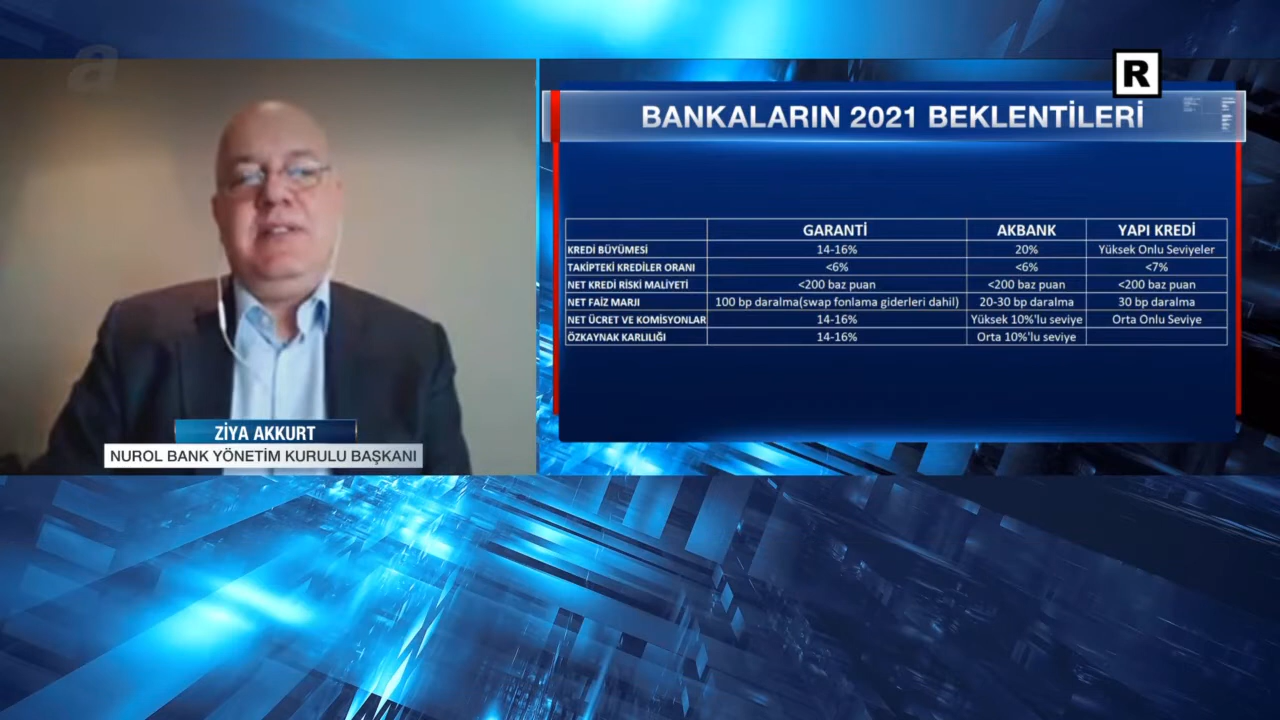 a
R
BANKALARIN 2021 BEKLENTİLERİ
GARANTİ AKBANK YAPI KREDİ
KREDİ BÜYÜMESİ 14-16% 20% Yüksek Onlu Seviyeler
TAKİPTEKİ KREDİLER ORANI <6% <6% <7%
NET KREDİ RİSKİ MALİYETİ <200 baz puan <200 baz puan <200 baz puan
NET FAİZ MARJI 100 bp daralma(swap fonlama giderleri dahil) 20-30 bp daralma 30 bp daralma
NET ÜCRET VE KOMİSYONLAR 14-16% Yüksek 10%'lu seviye Orta Onlu Seviye
ÖZKAYNAK KARLILIĞI 14-16% Orta 10%'lu seviye
ZİYA AKKURT
NUROL BANK YÖNETİM KURULU BAŞKANI